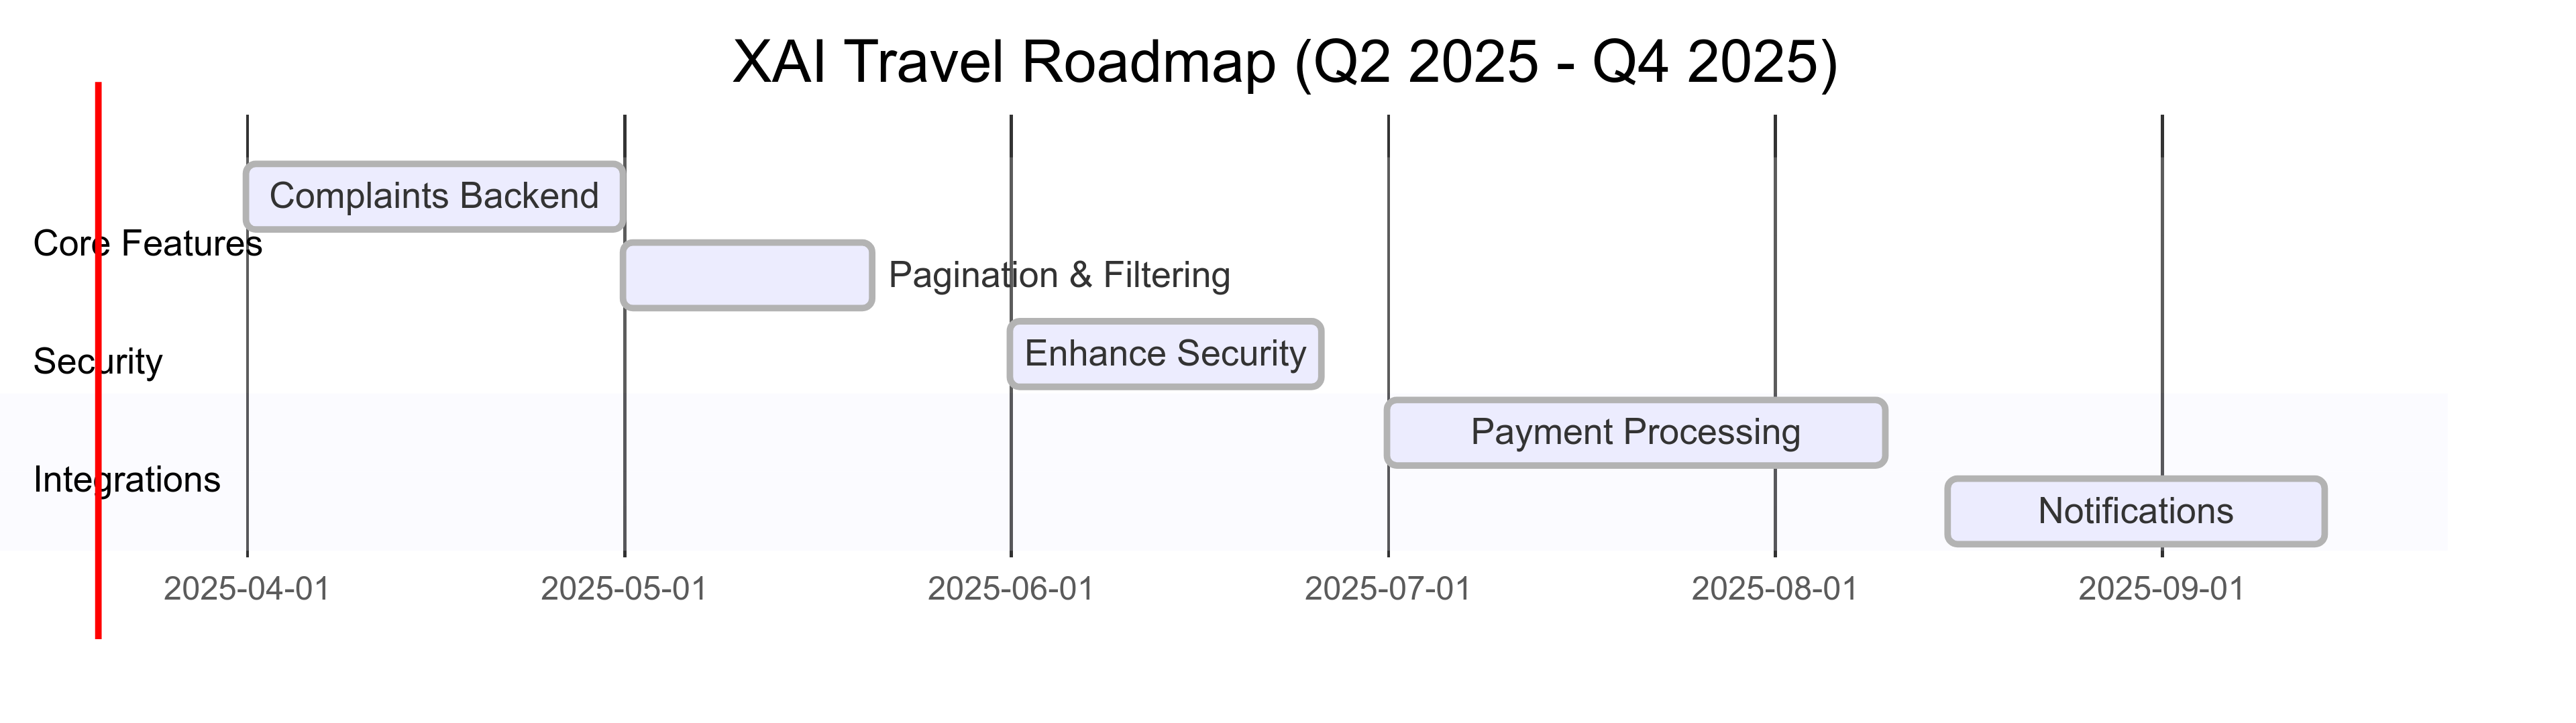 XAI Travel Roadmap (Q2 2025 - Q4 2025)
Complaints Backend
Core Features
Pagination & Filtering
Enhance Security
Security
Payment Processing
Integrations
Notifications
2025-04-01
2025-05-01
2025-06-01
2025-07-01
2025-08-01
2025-09-01